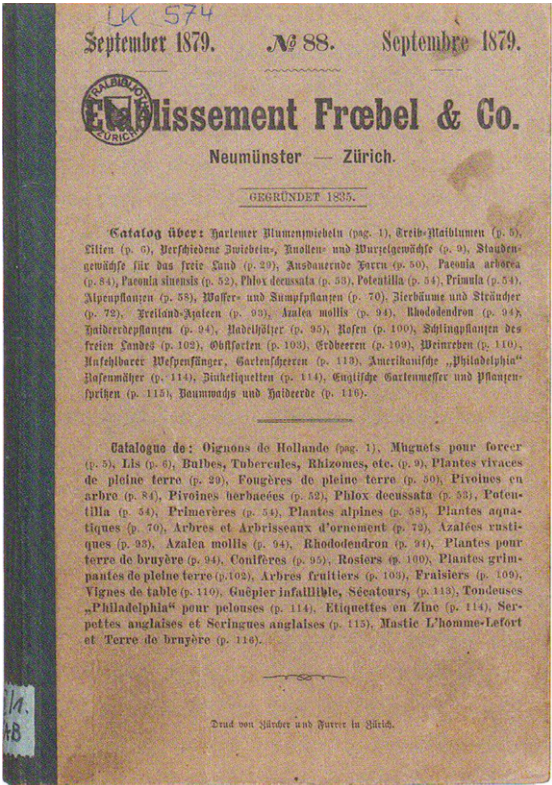 LK 574
September 1879. № 88. Septembre 1879.
Etablissement Frœbel & Co.
Neumünster — Zürich.
GEGRÜNDET 1835.
Catalog über: Harlemer Blumenzwiebeln (pag. 1), Treib-Maiblumen (p. 5),
Lilien (p. 6), Verschiedene Zwiebeln-, Knollen- und Wurzelgewächse (p. 9), Stauden-
gewächse für das freie Land (p. 29), Ausdauernde Farrn (p. 50), Paeonia arborea
(p. 84), Paeonia sinensis (p. 52), Phlox decussata (p. 53), Potentilla (p. 54), Primula (p. 54),
Alpenpflanzen (p. 58), Wasser- und Sumpfpflanzen (p. 70), Zierbäume und Sträucher
(p. 72), Freiland-Azaleen (p. 93), Azalea mollis (p. 94), Rhododendron (p. 94),
Haiderdepflanzen (p. 94), Nadelhölzer (p. 95), Rosen (p. 100), Schlingpflanzen des
freien Landes (p. 102), Obstsorten (p. 103), Erdbeeren (p. 109), Weinreben (p. 110),
Unfehlbarer Wespenfänger, Gartenscheeren (p. 113), Amerikanische „Philadelphia“
Rasenmäher (p. 114), Zinketiquetten (p. 114), Englische Gartenmesser und Pflanzen-
spritzen (p. 115), Baumwachs und Haideerde (p. 116).
Catalogue de: Oignons de Hollande (pag. 1), Muguets pour forcer
(p. 5), Lis (p. 6), Bulbes, Tubercules, Rhizomes, etc. (p. 9), Plantes vivaces
de pleine terre (p. 29), Fougères de pleine terre (p. 50), Pivoines en
arbre (p. 84), Pivoines herbacées (p. 52), Phlox decussata (p. 53), Poten-
tilla (p. 54), Primevères (p. 54), Plantes alpines (p. 58), Plantes aqua-
tiques (p. 70), Arbres et Arbrisseaux d'ornement (p. 72), Azalées rusti-
ques (p. 93), Azalea mollis (p. 94), Rhododendron (p. 94), Plantes pour
terre de bruyère (p. 94), Conifères (p. 95), Rosiers (p. 100), Plantes grim-
pantes de pleine terre (p.102), Arbres fruitiers (p. 103), Fraisiers (p. 109),
Vignes de table (p. 110), Guêpier infaillible, Sécateurs, (p. 113), Tondeuses
„Philadelphia“ pour pelouses (p. 114), Etiquettes en Zinc (p. 114), Ser-
pettes anglaises et Seringues anglaises (p. 115), Mastic L'homme-Lefort
et Terre de bruyère (p. 116).
Druck von Zürcher und Furrer in Zürich.